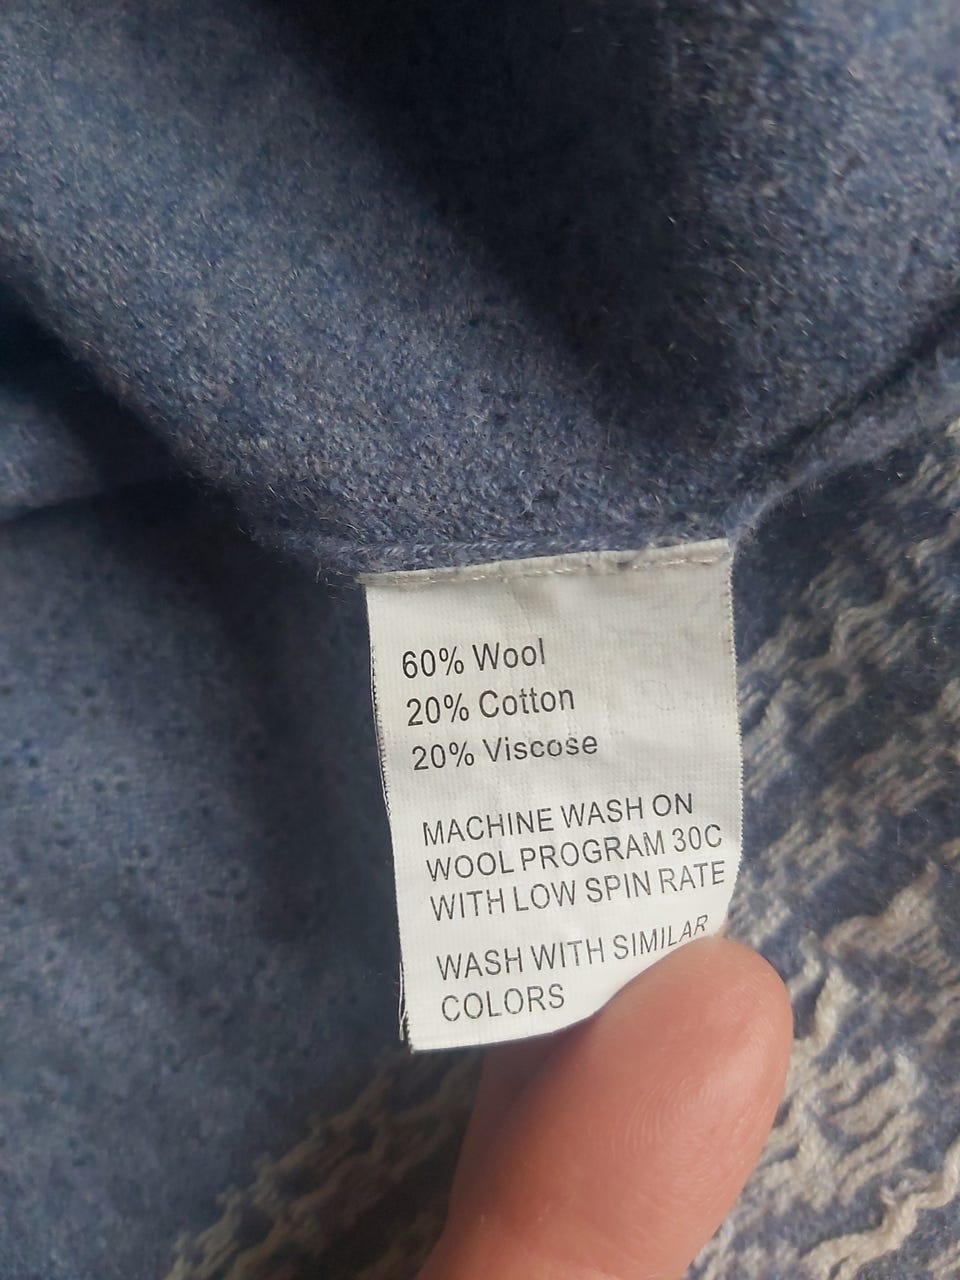 60% Wool
20% Cotton
20% Viscose
MACHINE WASH ON
WOOL PROGRAM 30C
WITH LOW SPIN RATE
WASH WITH SIMILAR
COLORS